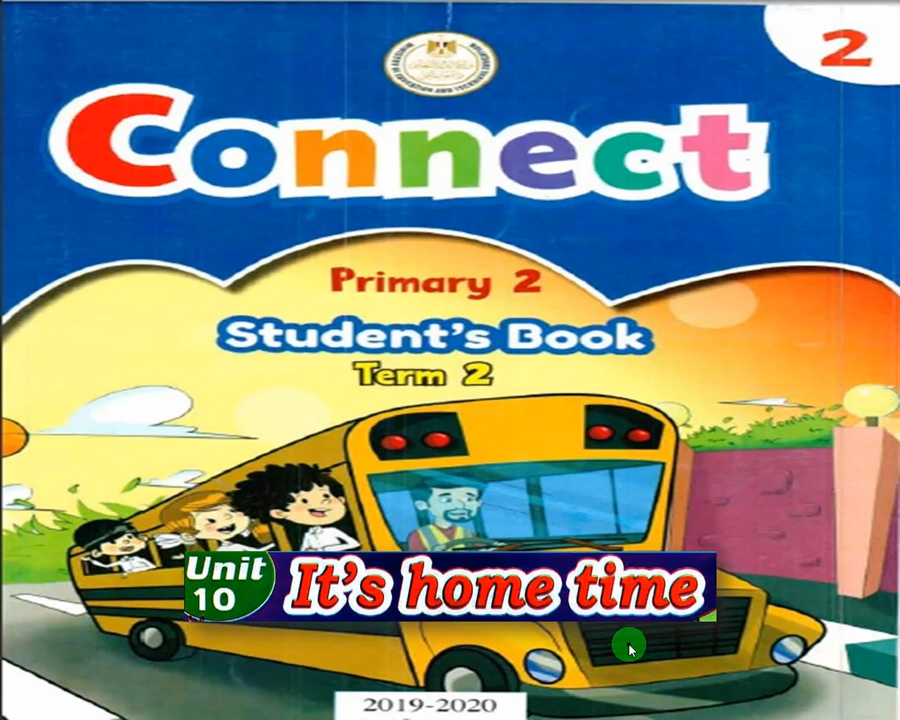 2
Connect
Primary 2
Student's Book
Term 2
Unit
10
It's home time
2019-2020